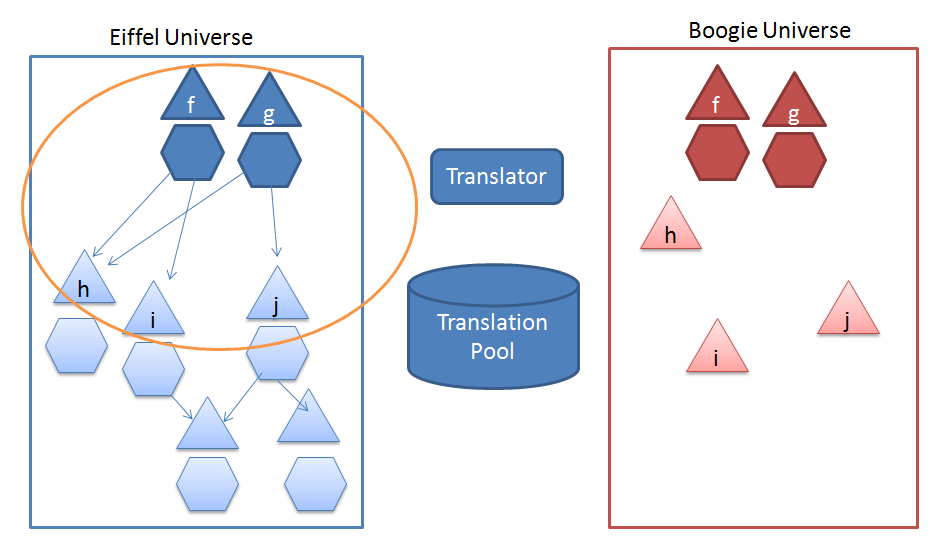 Eiffel Universe
Boogie Universe
f
g
f
g
Translator
h
h
i
j
j
i
Translation
Pool